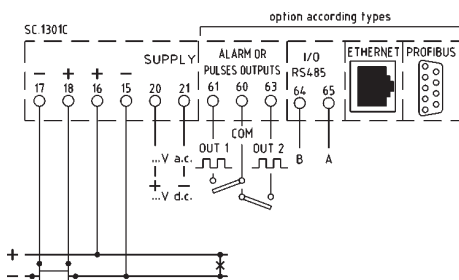 option according types
SC.1301C
SUPPLY
ALARM OR
PULSES OUTPUTS
I/O
RS485
ETHERNET
PROFIBUS
− + + −
17 18 16 15 20 21 61 60 63 64 65
COM
OUT 1 OUT 2
B A
...V a.c.
+ −
...V d.c.
+
−